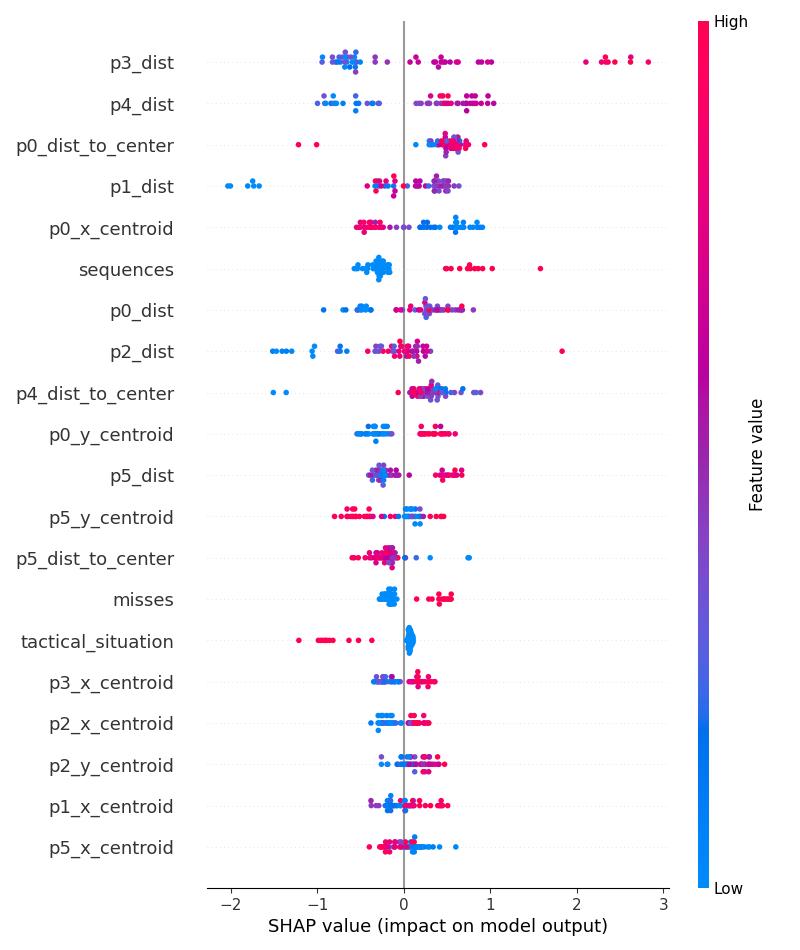 High
p3_dist
p4_dist
p0_dist_to_center
p1_dist
p0_x_centroid
sequences
p0_dist
p2_dist
p4_dist_to_center
p0_y_centroid
p5_dist
p5_y_centroid
p5_dist_to_center
misses
tactical_situation
p3_x_centroid
p2_x_centroid
p2_y_centroid
p1_x_centroid
p5_x_centroid
Feature value
Low
−2 −1 0 1 2 3
SHAP value (impact on model output)